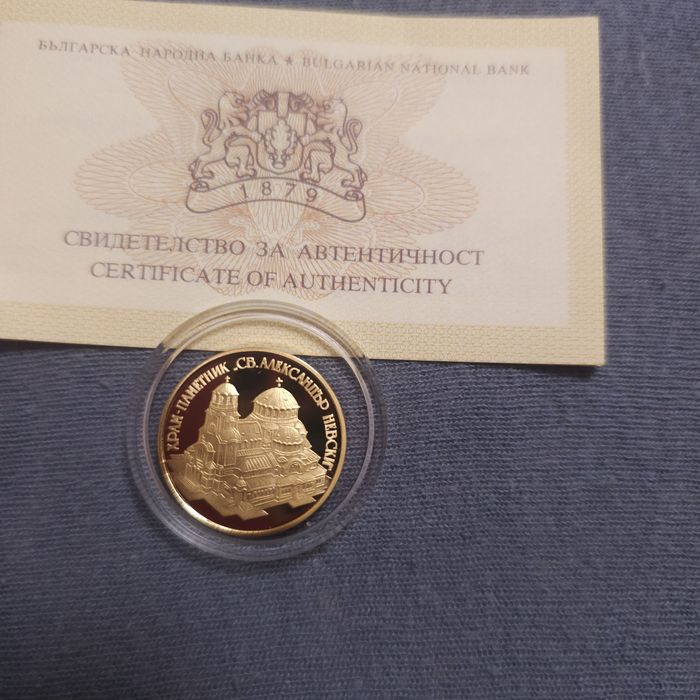 БЪЛГАРСКА НАРОДНА БАНКА ★ BULGARIAN NATIONAL BANK
1879
СВИДЕТЕЛСТВО ЗА АВТЕНТИЧНОСТ
CERTIFICATE OF AUTHENTICITY
ХРАМ-ПАМЕТНИК „СВ. АЛЕКСАНДЪР НЕВСКИ“